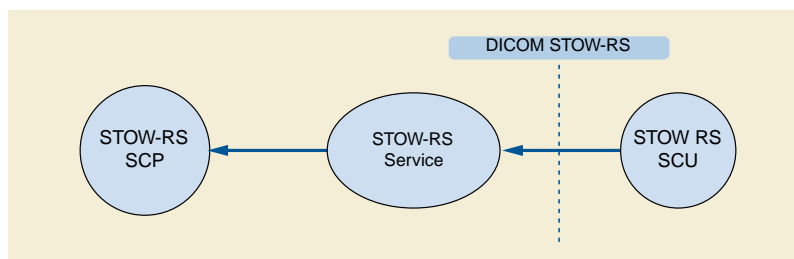 DICOM STOW-RS
STOW-RS
SCP
STOW-RS
Service
STOW RS
SCU